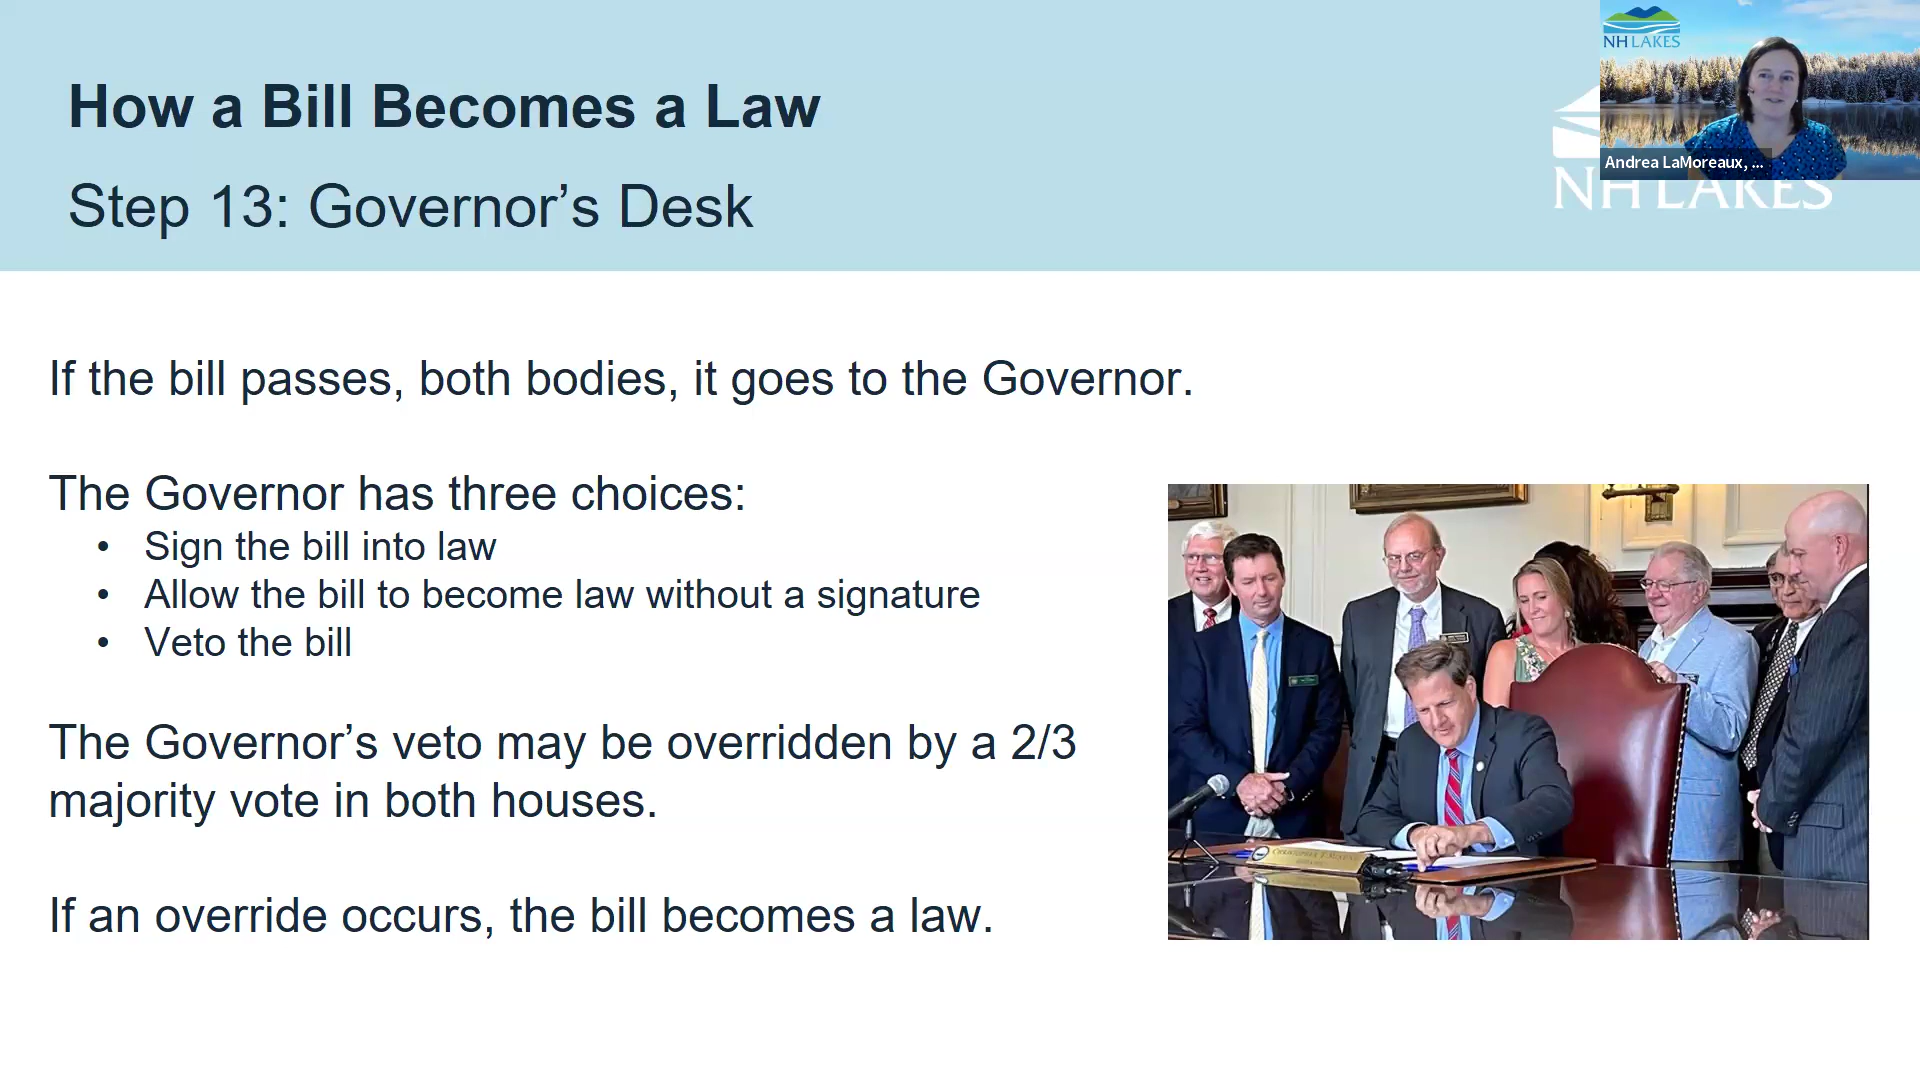 How a Bill Becomes a Law
Step 13: Governor’s Desk
NH LAKES
Andrea LaMoreaux, ...
NH LAKES
If the bill passes, both bodies, it goes to the Governor.
The Governor has three choices:
• Sign the bill into law
• Allow the bill to become law without a signature
• Veto the bill
The Governor’s veto may be overridden by a 2/3
majority vote in both houses.
If an override occurs, the bill becomes a law.